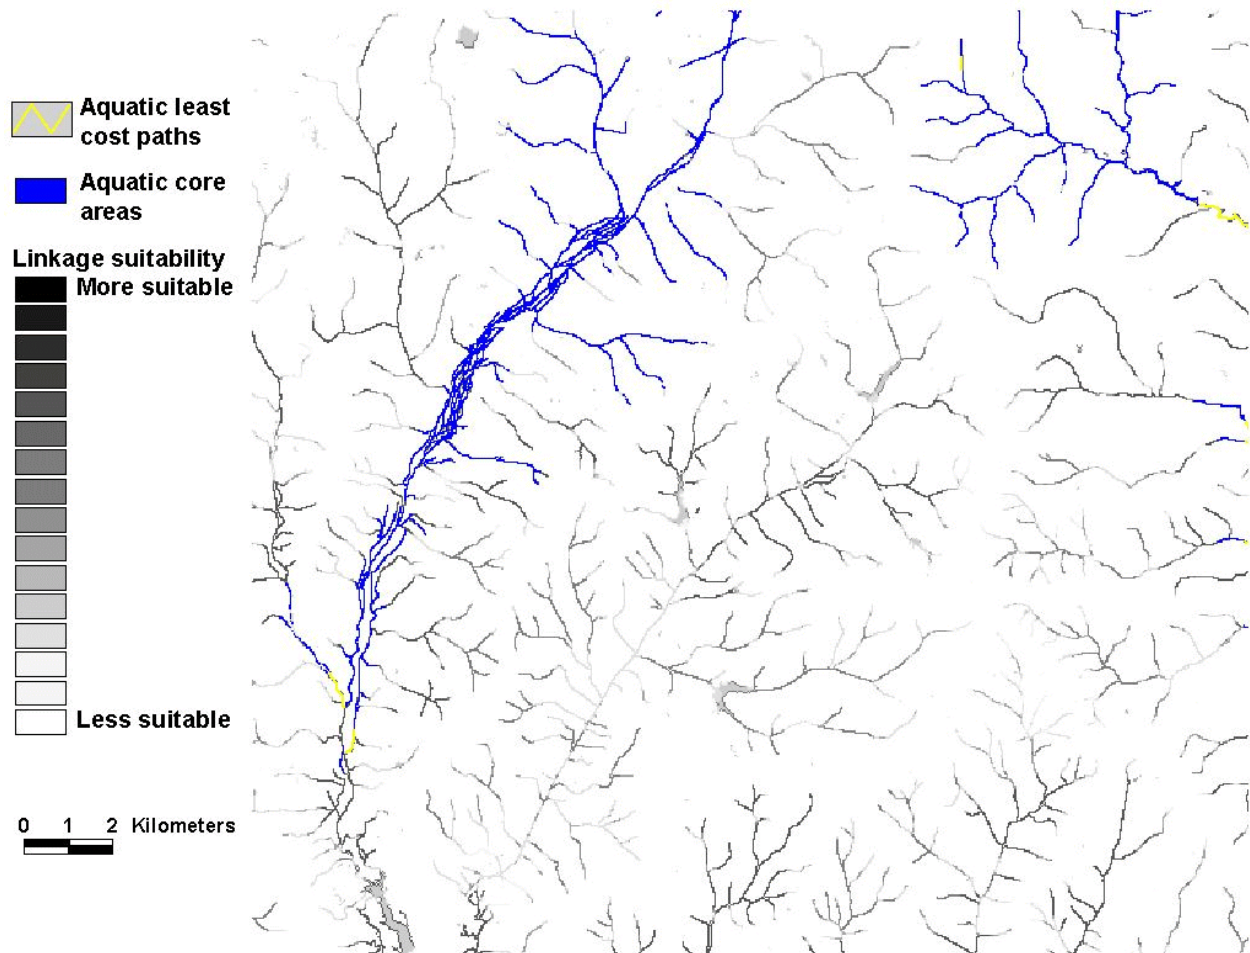 Aquatic least
cost paths
Aquatic core
areas
Linkage suitability
More suitable
Less suitable
0 1 2 Kilometers